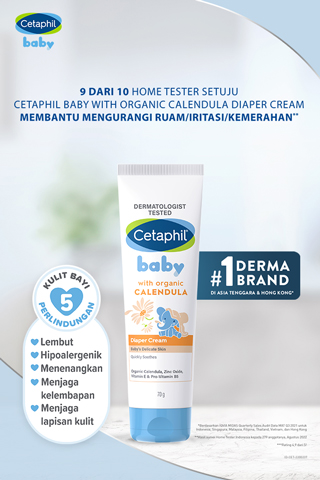 Cetaphil
baby
9 DARI 10 HOME TESTER SETUJU
CETAPHIL BABY WITH ORGANIC CALENDULA DIAPER CREAM
MEMBANTU MENGURANGI RUAM/IRITASI/KEMERAHAN**
DERMATOLOGIST
TESTED
Cetaphil
baby
with organic
CALENDULA
Diaper Cream
Baby's Delicate Skin
Organic Calendula, Zinc Oxide,
Vitamin E & Pro-Vitamin B5
70 g
#1 DERMA
BRAND
DI ASIA TENGGARA & HONG KONG*
KULIT BAYI
5
PERLINDUNGAN
Lembut
Hipoalergenik
Menenangkan
Menjaga
kelembapan
Menjaga
lapisan kulit